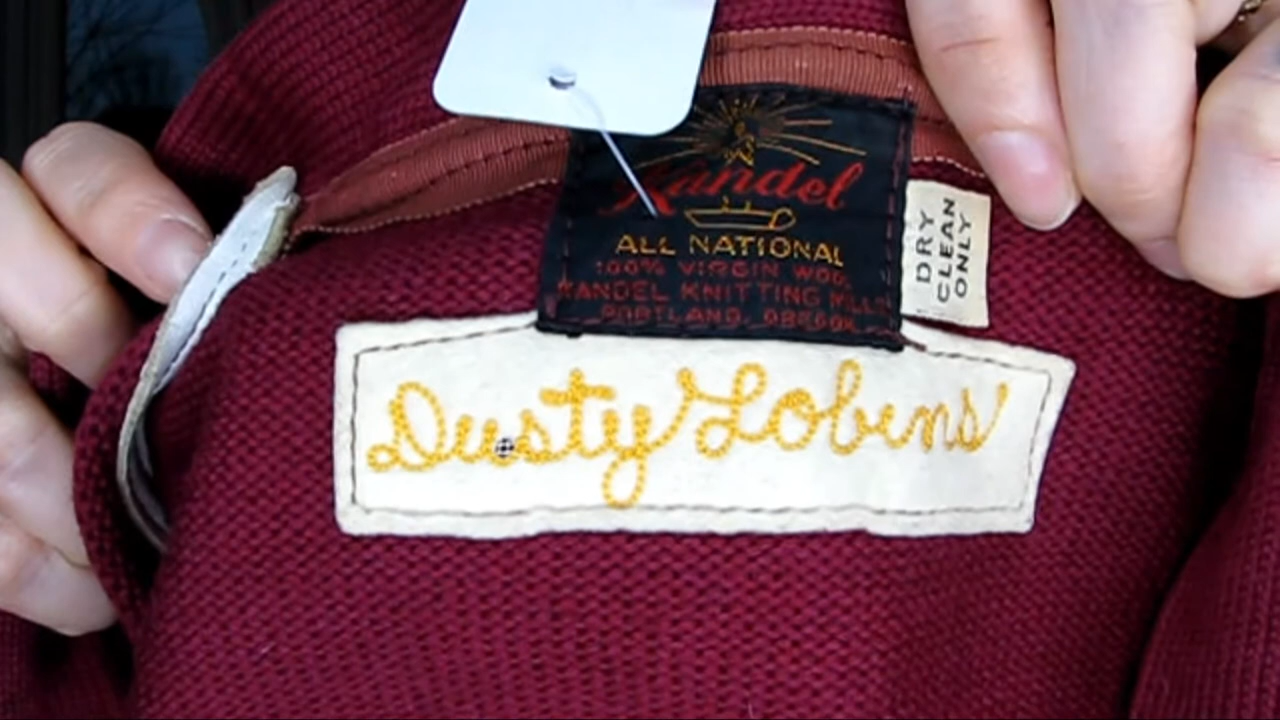 Kandel
ALL NATIONAL
100% VIRGIN WOOL
KANDEL KNITTING MILLS
PORTLAND, OREGON
DRY
CLEAN
ONLY
Dusty Lobins